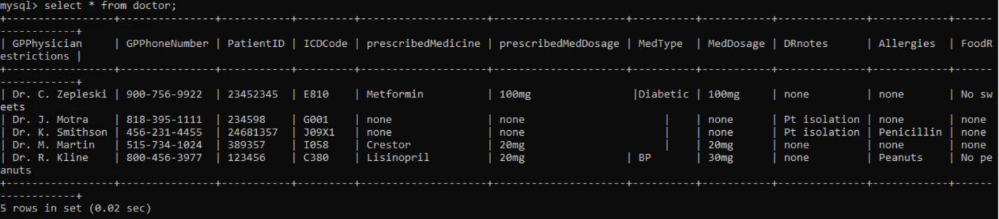 mysql> select * from doctor;
+-----------------+---------------+-----------+---------+--------------------+---------------------+----------+-----------+--------------+------------+------
------------+
| GPPhysician     | GPPhoneNumber | PatientID | ICDCode | prescribedMedicine | prescribedMedDosage | MedType  | MedDosage | DRnotes      | Allergies  | FoodR
estrictions |
+-----------------+---------------+-----------+---------+--------------------+---------------------+----------+-----------+--------------+------------+------
------------+
| Dr. C. Zepleski | 900-756-9922 | 23452345 | E810    | Metformin          | 100mg               |Diabetic | 100mg     | none         | none       | No sw
eets
| Dr. J. Motra    | 818-395-1111 | 234598   | G001    | none               | none                     |    | none      | Pt isolation | none       | none
| Dr. K. Smithson | 456-231-4455 | 24681357 | J09X1   | none               | none                     |    | none      | Pt isolation | Penicillin | none
| Dr. M. Martin   | 515-734-1024 | 389357   | I058    | Crestor            | 20mg                     |    | 20mg      | none         | none       | none
| Dr. R. Kline    | 800-456-3977 | 123456   | C380    | Lisinopril         | 20mg               | BP       | 30mg      | none         | Peanuts    | No pe
anuts
+-----------------+---------------+-----------+---------+--------------------+---------------------+----------+-----------+--------------+------------+------
------------+
5 rows in set (0.02 sec)